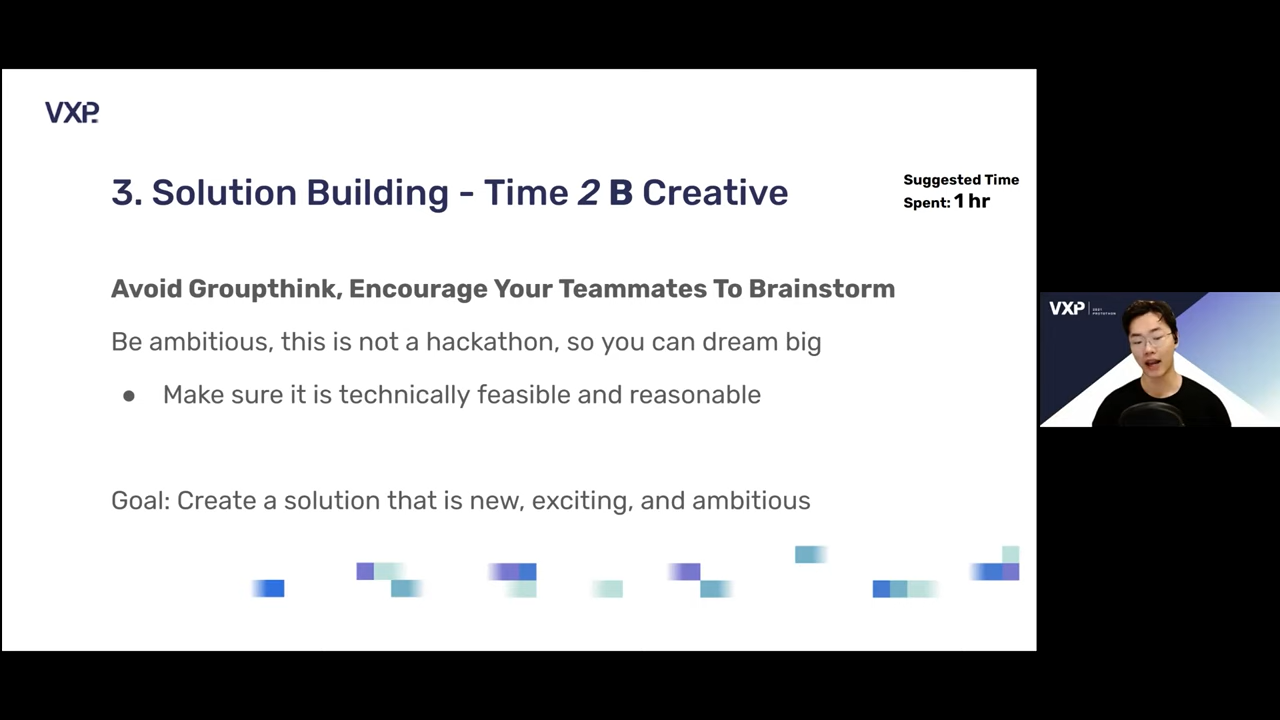 VXP.
3. Solution Building - Time 2 B Creative
Suggested Time
Spent: 1 hr
Avoid Groupthink, Encourage Your Teammates To Brainstorm
Be ambitious, this is not a hackathon, so you can dream big
● Make sure it is technically feasible and reasonable
Goal: Create a solution that is new, exciting, and ambitious
VXP